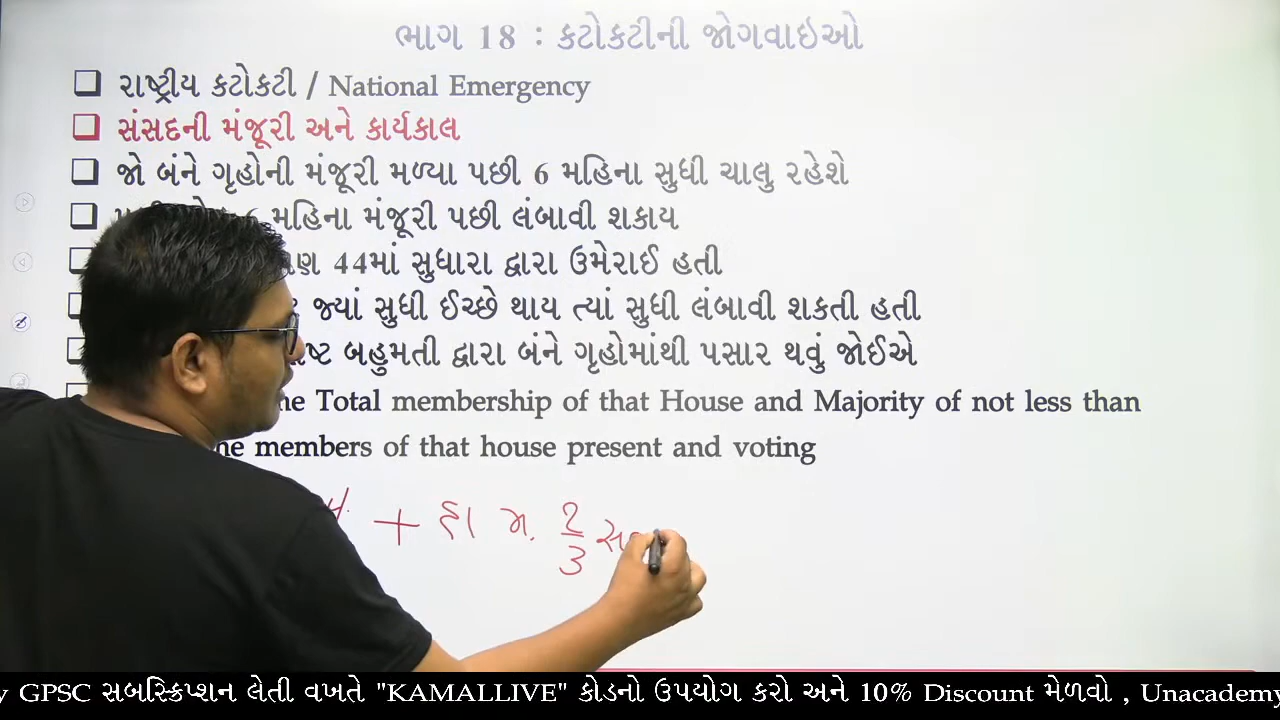 ભાગ 18 : કટોકટીની જોગવાઇઓ
રાષ્ટ્રીય કટોકટી / National Emergency
સંસદની મંજૂરી અને કાર્યકાલ
જો બંને ગૃહોની મંજૂરી મળ્યા પછી 6 મહિના સુધી ચાલુ રહેશે
6 મહિના મંજૂરી પછી લંબાવી શકાય
44માં સુધારા દ્વારા ઉમેરાઈ હતી
જ્યાં સુધી ઈચ્છે થાય ત્યાં સુધી લંબાવી શકતી હતી
બહુમતી દ્વારા બંને ગૃહોમાંથી પસાર થવું જોઈએ
Total membership of that House and Majority of not less than
members of that house present and voting
+ હા મ. 2/3
GPSC સબસ્ક્રિપ્શન લેતી વખતે "KAMALLIVE" કોડનો ઉપયોગ કરો અને 10% Discount મેળવો , Unacademy